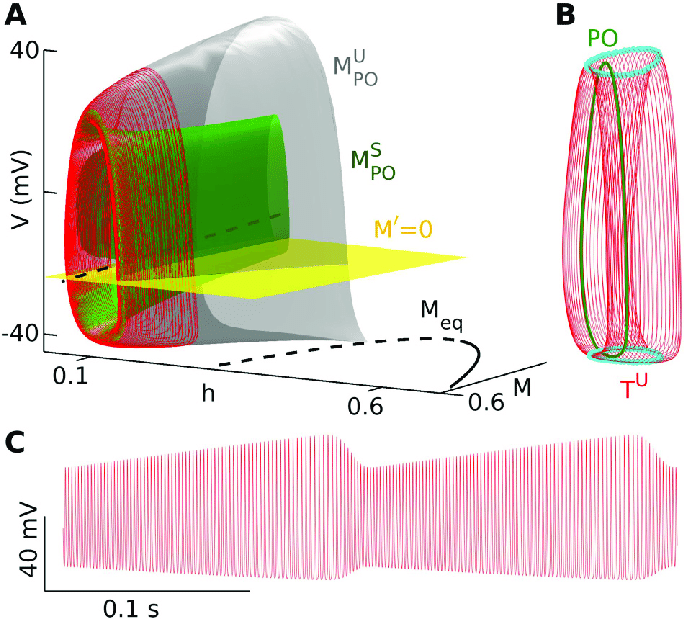 A
B
40
V (mV)
-40
M^U_PO
M^S_PO
M'=0
M_eq
0.1
h
0.6
0.6
M
PO
T^U
C
40 mV
0.1 s